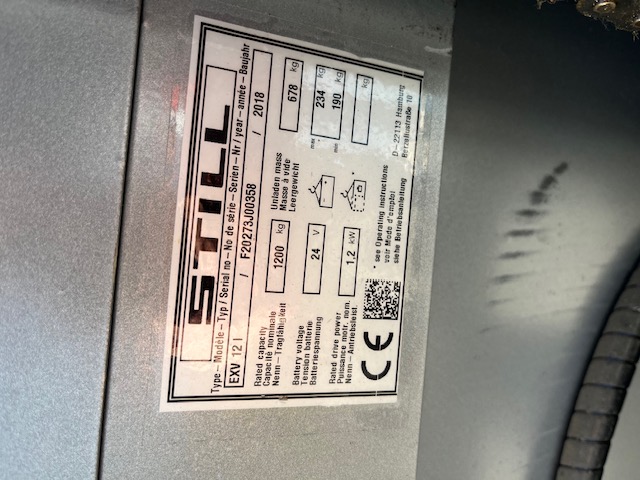 STILL
Type – Modèle – Typ / Serial no – No de série – Serien – Nr / year – année – Baujahr
EXV 12 I / F20273J00358 / 2018
Rated capacity
Capacité nominale
Nenn – Tragfähigkeit
1200 kg
Unladen mass
Masse à vide
Leergewicht
678 kg
Battery voltage
Tension batterie
Batteriespannung
24 V
max 234 kg
min 190 kg
Rated drive power
Puissance motr. nom.
Nenn – Antriebsleist.
1,2 kW
kg
CE
* see Operating instructions
voir Mode d'emploi
siehe Betriebsanleitung
D – 22113 Hamburg
Berzeliusstraße 10